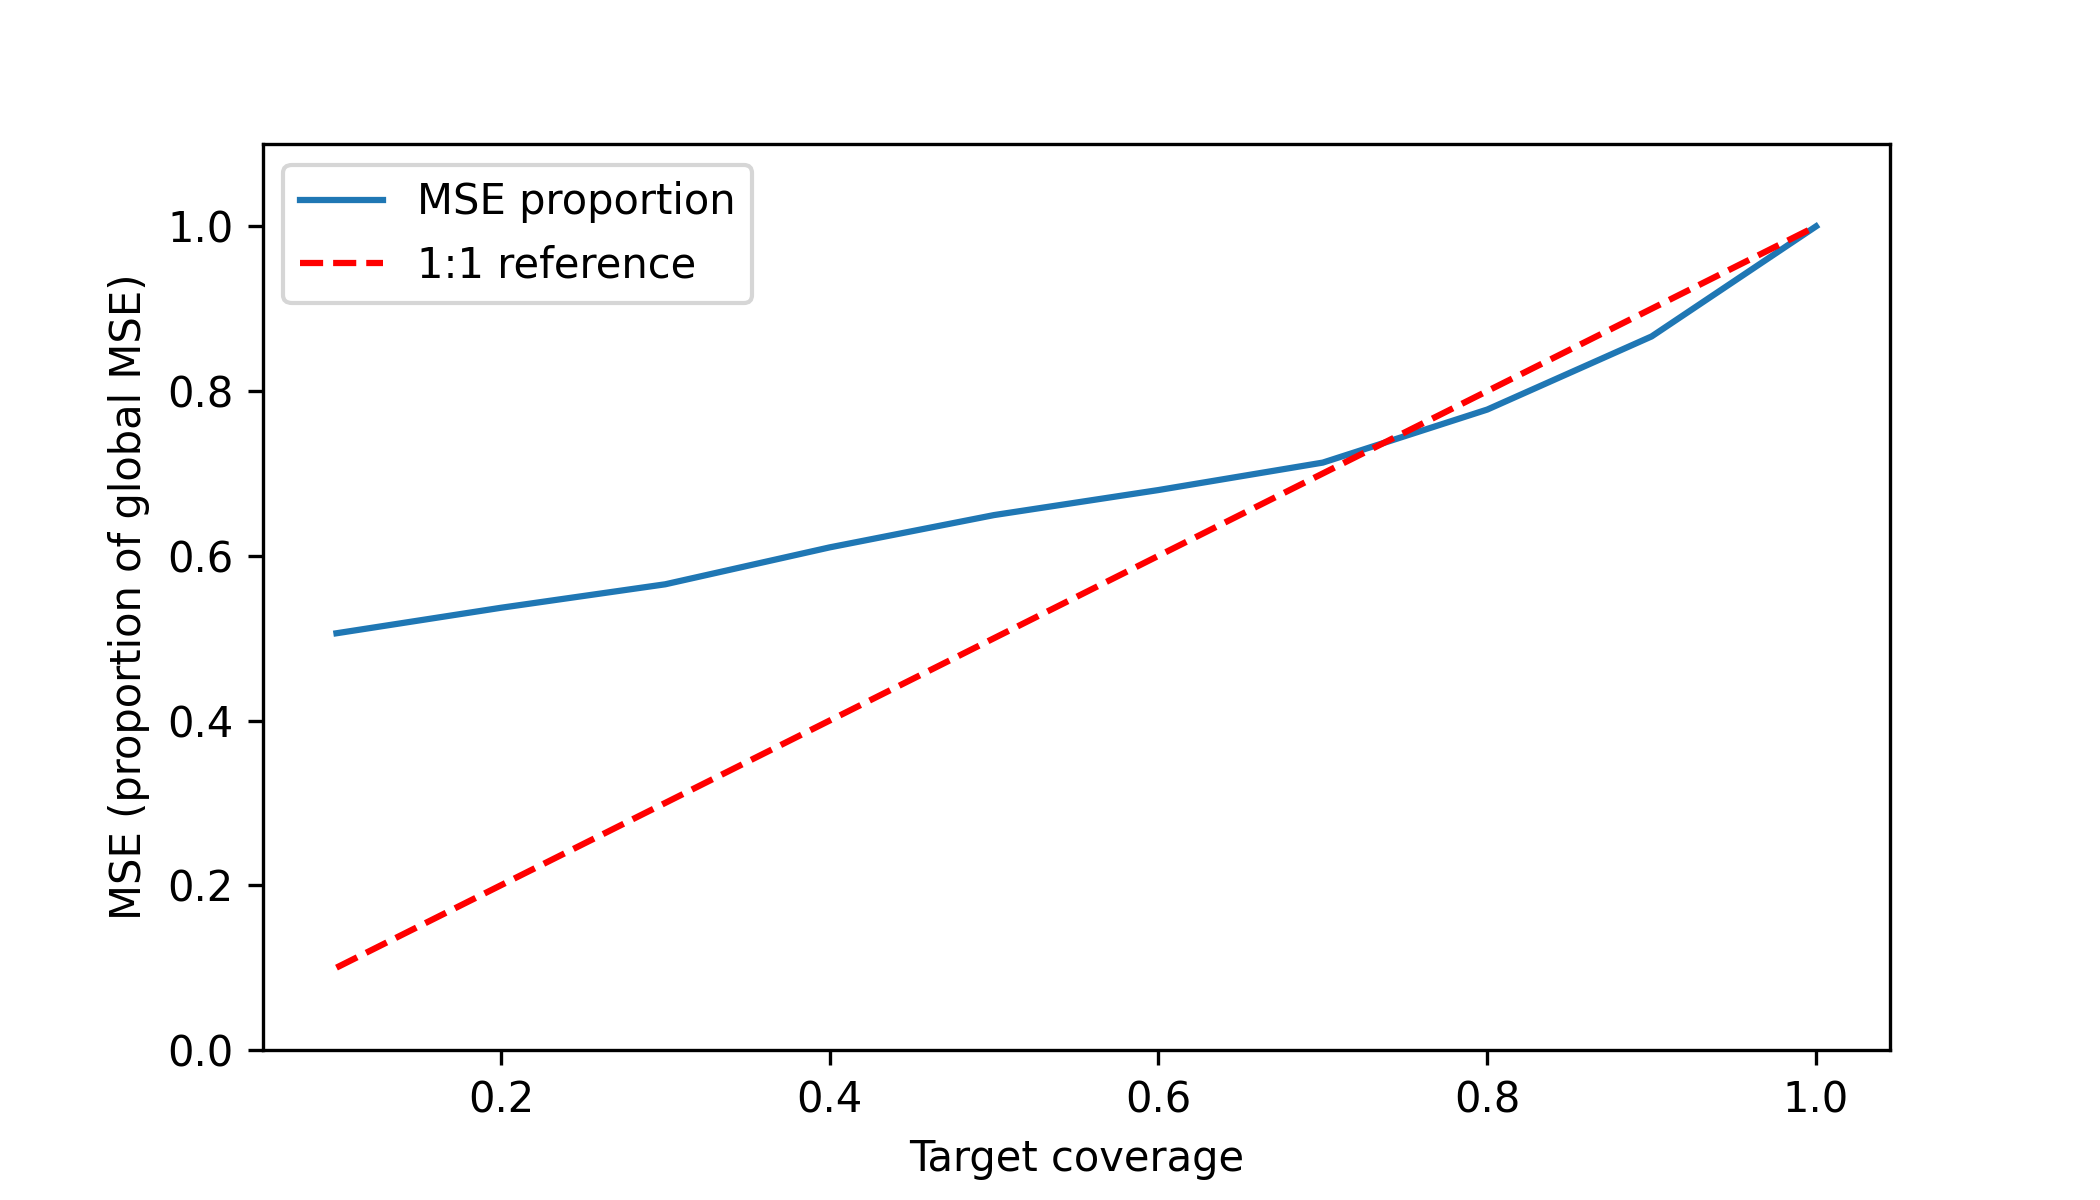 MSE proportion
1:1 reference
MSE (proportion of global MSE)
1.0
0.8
0.6
0.4
0.2
0.0
0.2 0.4 0.6 0.8 1.0
Target coverage